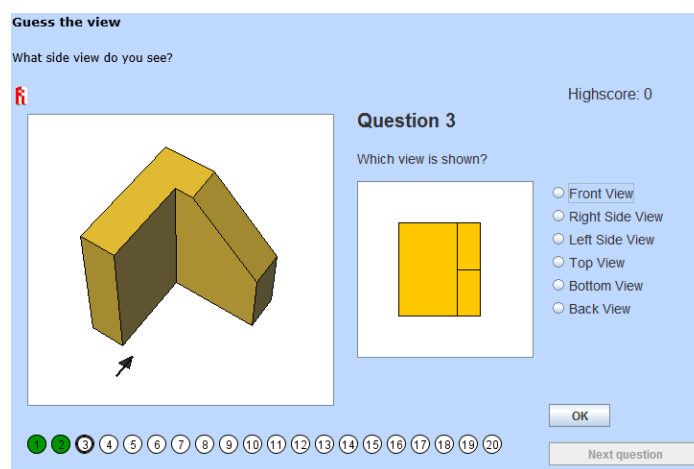 Guess the view
What side view do you see?
Highscore: 0
Question 3
Which view is shown?
Front View
Right Side View
Left Side View
Top View
Bottom View
Back View
OK
Next question
1 2 3 4 5 6 7 8 9 10 11 12 13 14 15 16 17 18 19 20